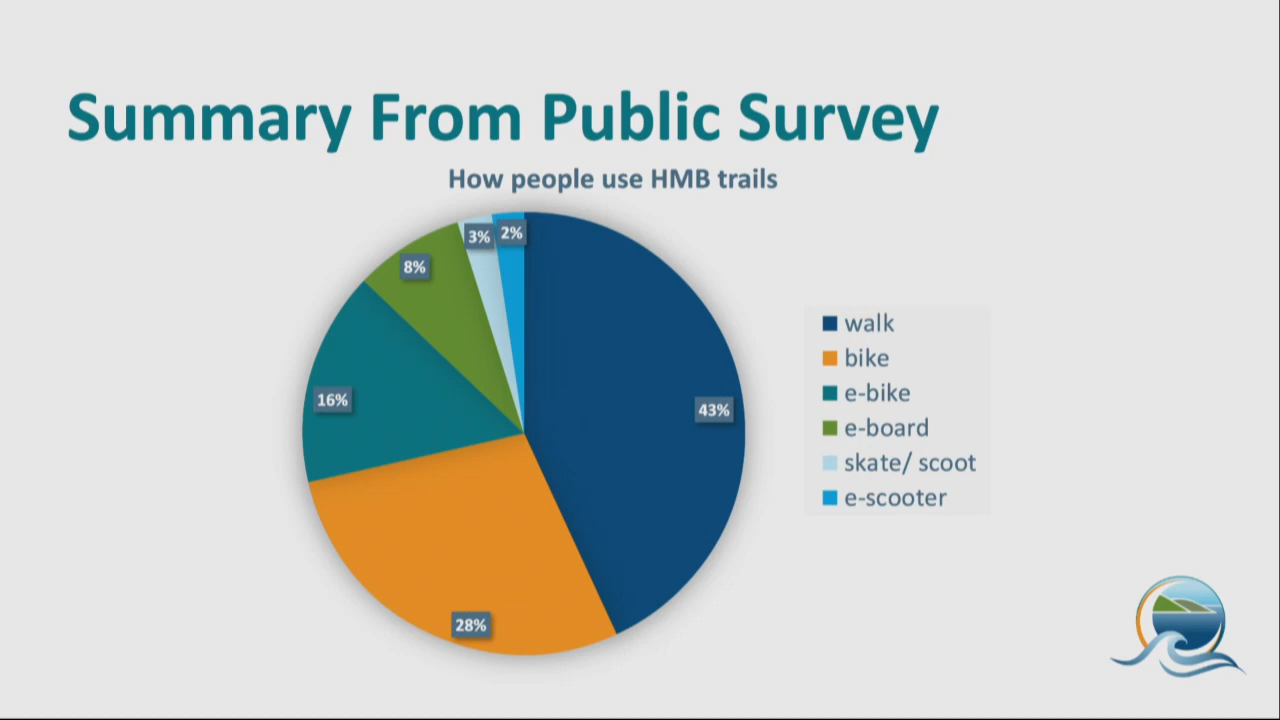 Summary From Public Survey
How people use HMB trails
3%
2%
8%
16%
43%
28%
walk
bike
e-bike
e-board
skate/ scoot
e-scooter